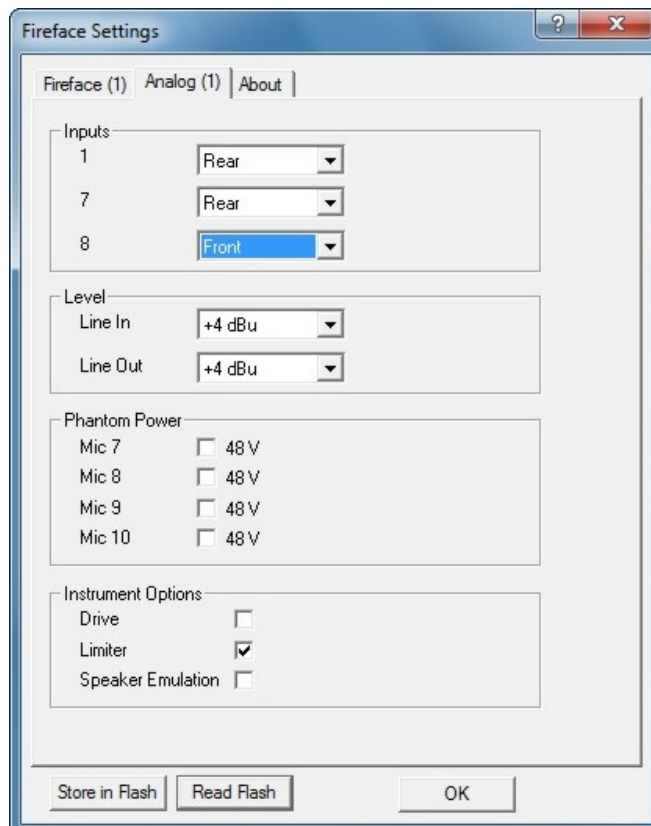 Fireface Settings
Fireface (1) Analog (1) About
Inputs
1 Rear
7 Rear
8 Front
Level
Line In +4 dBu
Line Out +4 dBu
Phantom Power
Mic 7 48 V
Mic 8 48 V
Mic 9 48 V
Mic 10 48 V
Instrument Options
Drive
Limiter
Speaker Emulation
Store in Flash Read Flash OK